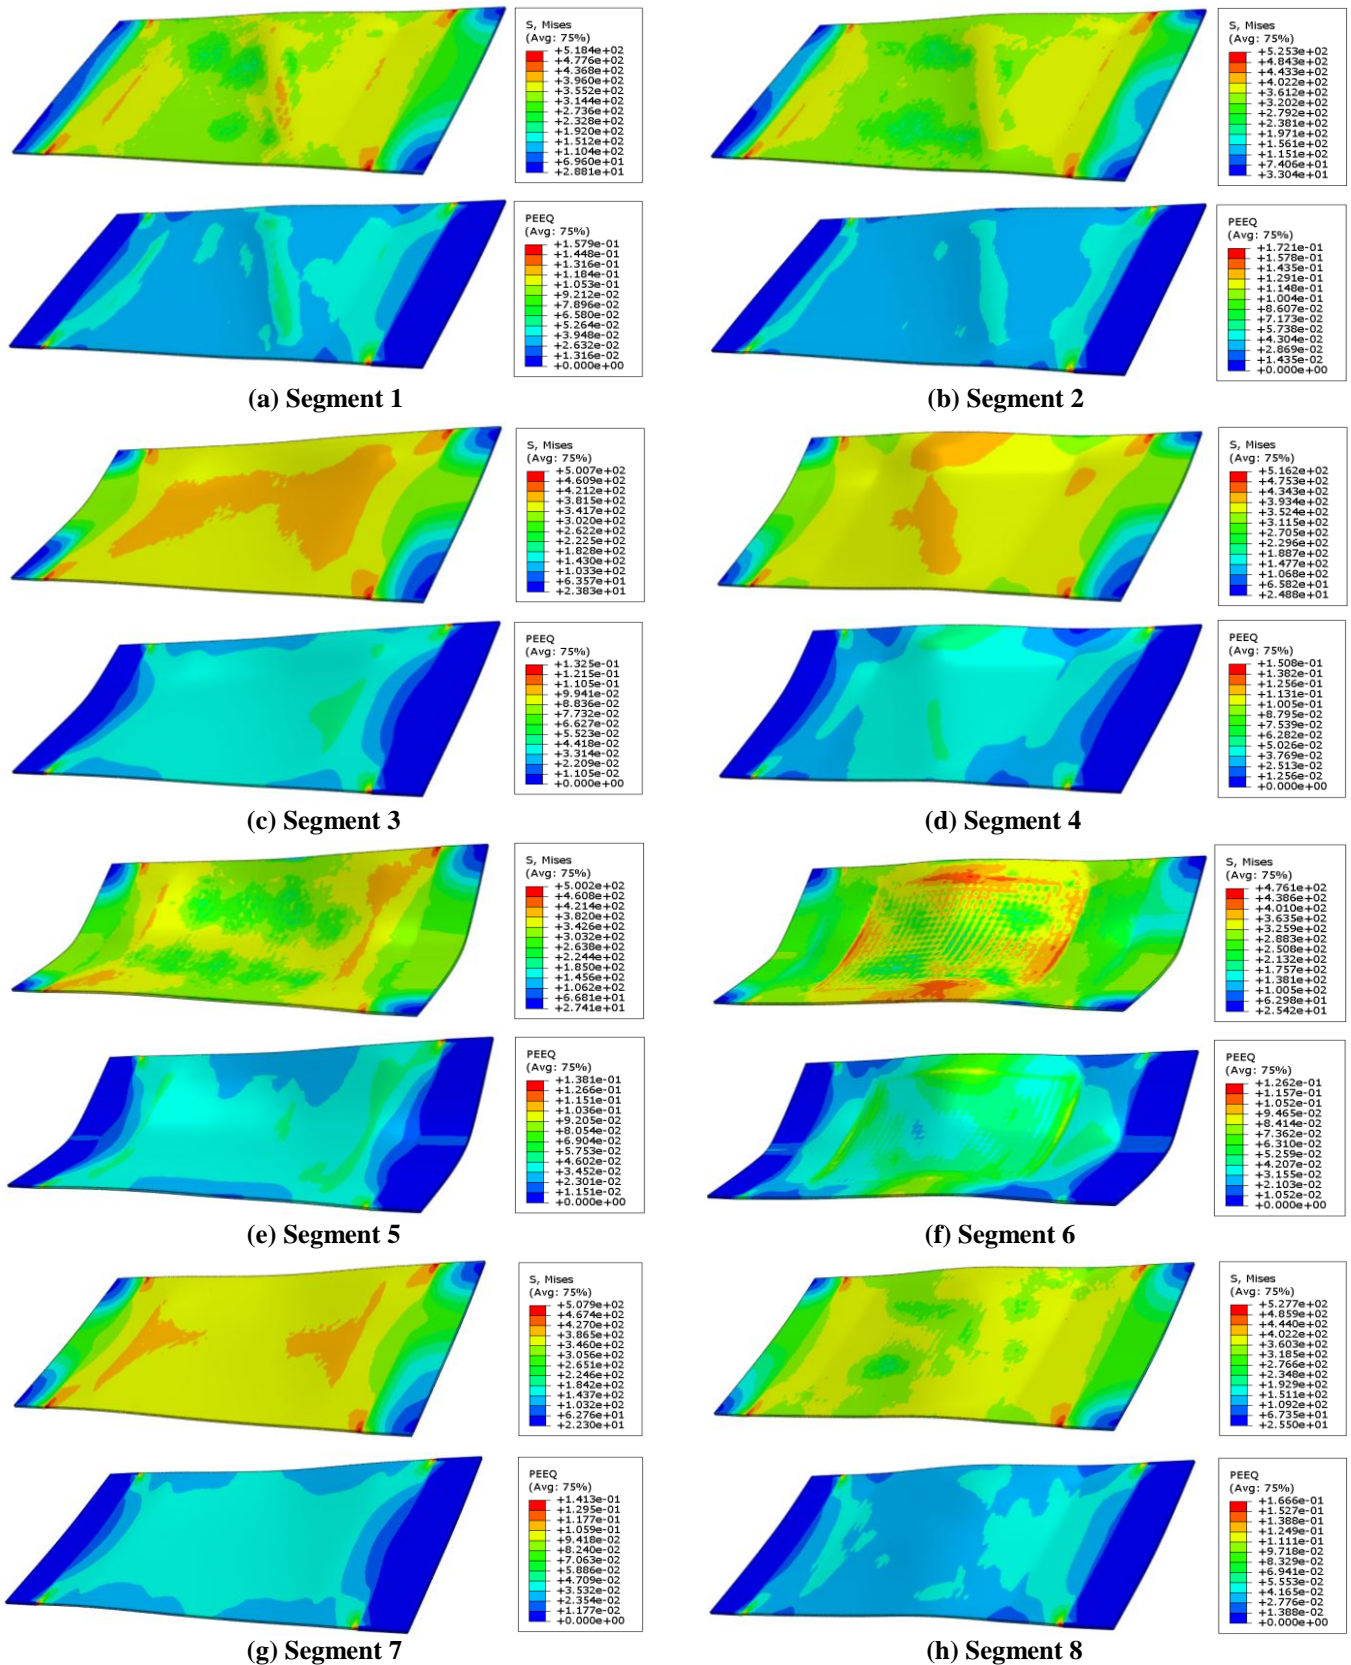 S, Mises
(Avg: 75%)
+5.184e+02
+4.776e+02
+4.368e+02
+3.960e+02
+3.552e+02
+3.144e+02
+2.736e+02
+2.328e+02
+1.920e+02
+1.512e+02
+1.104e+02
+6.960e+01
+2.881e+01
PEEQ
(Avg: 75%)
+1.579e-01
+1.448e-01
+1.316e-01
+1.184e-01
+1.053e-01
+9.212e-02
+7.896e-02
+6.580e-02
+5.264e-02
+3.948e-02
+2.632e-02
+1.316e-02
+0.000e+00
(a) Segment 1
S, Mises
(Avg: 75%)
+5.253e+02
+4.843e+02
+4.433e+02
+4.022e+02
+3.612e+02
+3.202e+02
+2.792e+02
+2.381e+02
+1.971e+02
+1.561e+02
+1.151e+02
+7.406e+01
+3.304e+01
PEEQ
(Avg: 75%)
+1.721e-01
+1.578e-01
+1.435e-01
+1.291e-01
+1.148e-01
+1.004e-01
+8.607e-02
+7.173e-02
+5.738e-02
+4.304e-02
+2.869e-02
+1.435e-02
+0.000e+00
(b) Segment 2
S, Mises
(Avg: 75%)
+5.007e+02
+4.609e+02
+4.212e+02
+3.815e+02
+3.417e+02
+3.020e+02
+2.622e+02
+2.225e+02
+1.828e+02
+1.430e+02
+1.033e+02
+6.357e+01
+2.383e+01
PEEQ
(Avg: 75%)
+1.325e-01
+1.215e-01
+1.105e-01
+9.941e-02
+8.836e-02
+7.732e-02
+6.627e-02
+5.523e-02
+4.418e-02
+3.314e-02
+2.209e-02
+1.105e-02
+0.000e+00
(c) Segment 3
S, Mises
(Avg: 75%)
+5.162e+02
+4.753e+02
+4.343e+02
+3.934e+02
+3.524e+02
+3.115e+02
+2.705e+02
+2.296e+02
+1.887e+02
+1.477e+02
+1.068e+02
+6.582e+01
+2.488e+01
PEEQ
(Avg: 75%)
+1.508e-01
+1.382e-01
+1.256e-01
+1.131e-01
+1.005e-01
+8.795e-02
+7.539e-02
+6.282e-02
+5.026e-02
+3.769e-02
+2.513e-02
+1.256e-02
+0.000e+00
(d) Segment 4
S, Mises
(Avg: 75%)
+5.002e+02
+4.608e+02
+4.214e+02
+3.820e+02
+3.426e+02
+3.032e+02
+2.638e+02
+2.244e+02
+1.850e+02
+1.456e+02
+1.062e+02
+6.681e+01
+2.741e+01
PEEQ
(Avg: 75%)
+1.381e-01
+1.266e-01
+1.151e-01
+1.036e-01
+9.205e-02
+8.054e-02
+6.904e-02
+5.753e-02
+4.602e-02
+3.452e-02
+2.301e-02
+1.151e-02
+0.000e+00
(e) Segment 5
S, Mises
(Avg: 75%)
+4.761e+02
+4.386e+02
+4.010e+02
+3.635e+02
+3.259e+02
+2.883e+02
+2.508e+02
+2.132e+02
+1.757e+02
+1.381e+02
+1.005e+02
+6.298e+01
+2.542e+01
PEEQ
(Avg: 75%)
+1.262e-01
+1.157e-01
+1.052e-01
+9.465e-02
+8.414e-02
+7.362e-02
+6.310e-02
+5.259e-02
+4.207e-02
+3.155e-02
+2.103e-02
+1.052e-02
+0.000e+00
(f) Segment 6
S, Mises
(Avg: 75%)
+5.079e+02
+4.674e+02
+4.270e+02
+3.865e+02
+3.460e+02
+3.056e+02
+2.651e+02
+2.246e+02
+1.842e+02
+1.437e+02
+1.032e+02
+6.276e+01
+2.230e+01
PEEQ
(Avg: 75%)
+1.413e-01
+1.295e-01
+1.177e-01
+1.059e-01
+9.418e-02
+8.240e-02
+7.063e-02
+5.886e-02
+4.709e-02
+3.532e-02
+2.354e-02
+1.177e-02
+0.000e+00
(g) Segment 7
S, Mises
(Avg: 75%)
+5.277e+02
+4.859e+02
+4.440e+02
+4.022e+02
+3.603e+02
+3.185e+02
+2.766e+02
+2.348e+02
+1.929e+02
+1.511e+02
+1.092e+02
+6.735e+01
+2.550e+01
PEEQ
(Avg: 75%)
+1.666e-01
+1.527e-01
+1.388e-01
+1.249e-01
+1.111e-01
+9.718e-02
+8.329e-02
+6.941e-02
+5.553e-02
+4.165e-02
+2.776e-02
+1.388e-02
+0.000e+00
(h) Segment 8